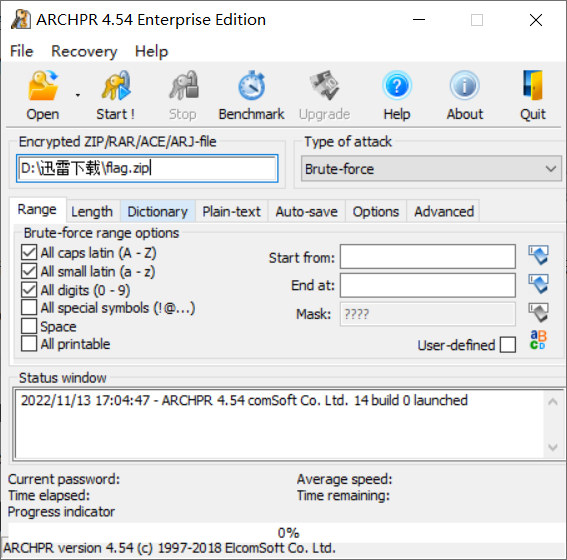 ARCHPR 4.54 Enterprise Edition
File Recovery Help
Open Start ! Stop Benchmark Upgrade Help About Quit
Encrypted ZIP/RAR/ACE/ARJ-file Type of attack
D:\迅雷下载\flag.zip Brute-force
Range Length Dictionary Plain-text Auto-save Options Advanced
Brute-force range options
All caps latin (A - Z)
All small latin (a - z)
All digits (0 - 9)
All special symbols (!@...)
Space
All printable
Start from:
End at:
Mask: ????
User-defined
Status window
2022/11/13 17:04:47 - ARCHPR 4.54 comSoft Co. Ltd. 14 build 0 launched
Current password: Average speed:
Time elapsed: Time remaining:
Progress indicator
0%
ARCHPR version 4.54 (c) 1997-2018 ElcomSoft Co. Ltd.